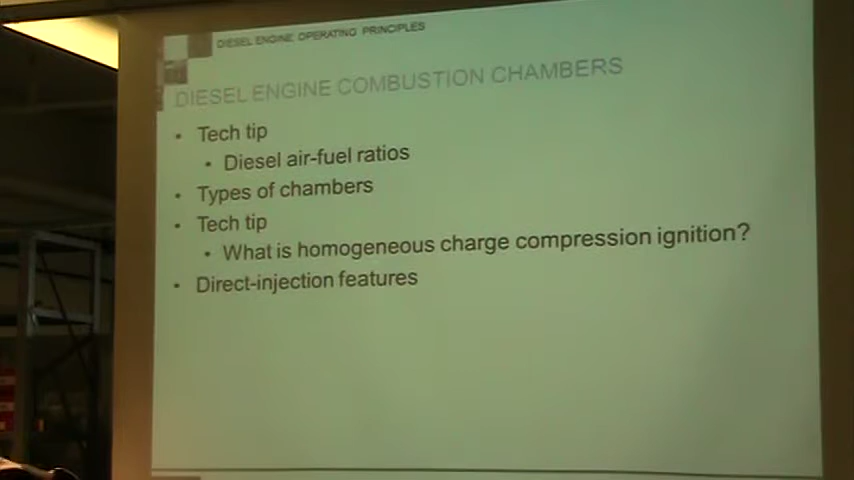 DIESEL ENGINE OPERATING PRINCIPLES
DIESEL ENGINE COMBUSTION CHAMBERS
• Tech tip
• Diesel air-fuel ratios
• Types of chambers
• Tech tip
• What is homogeneous charge compression ignition?
• Direct-injection features